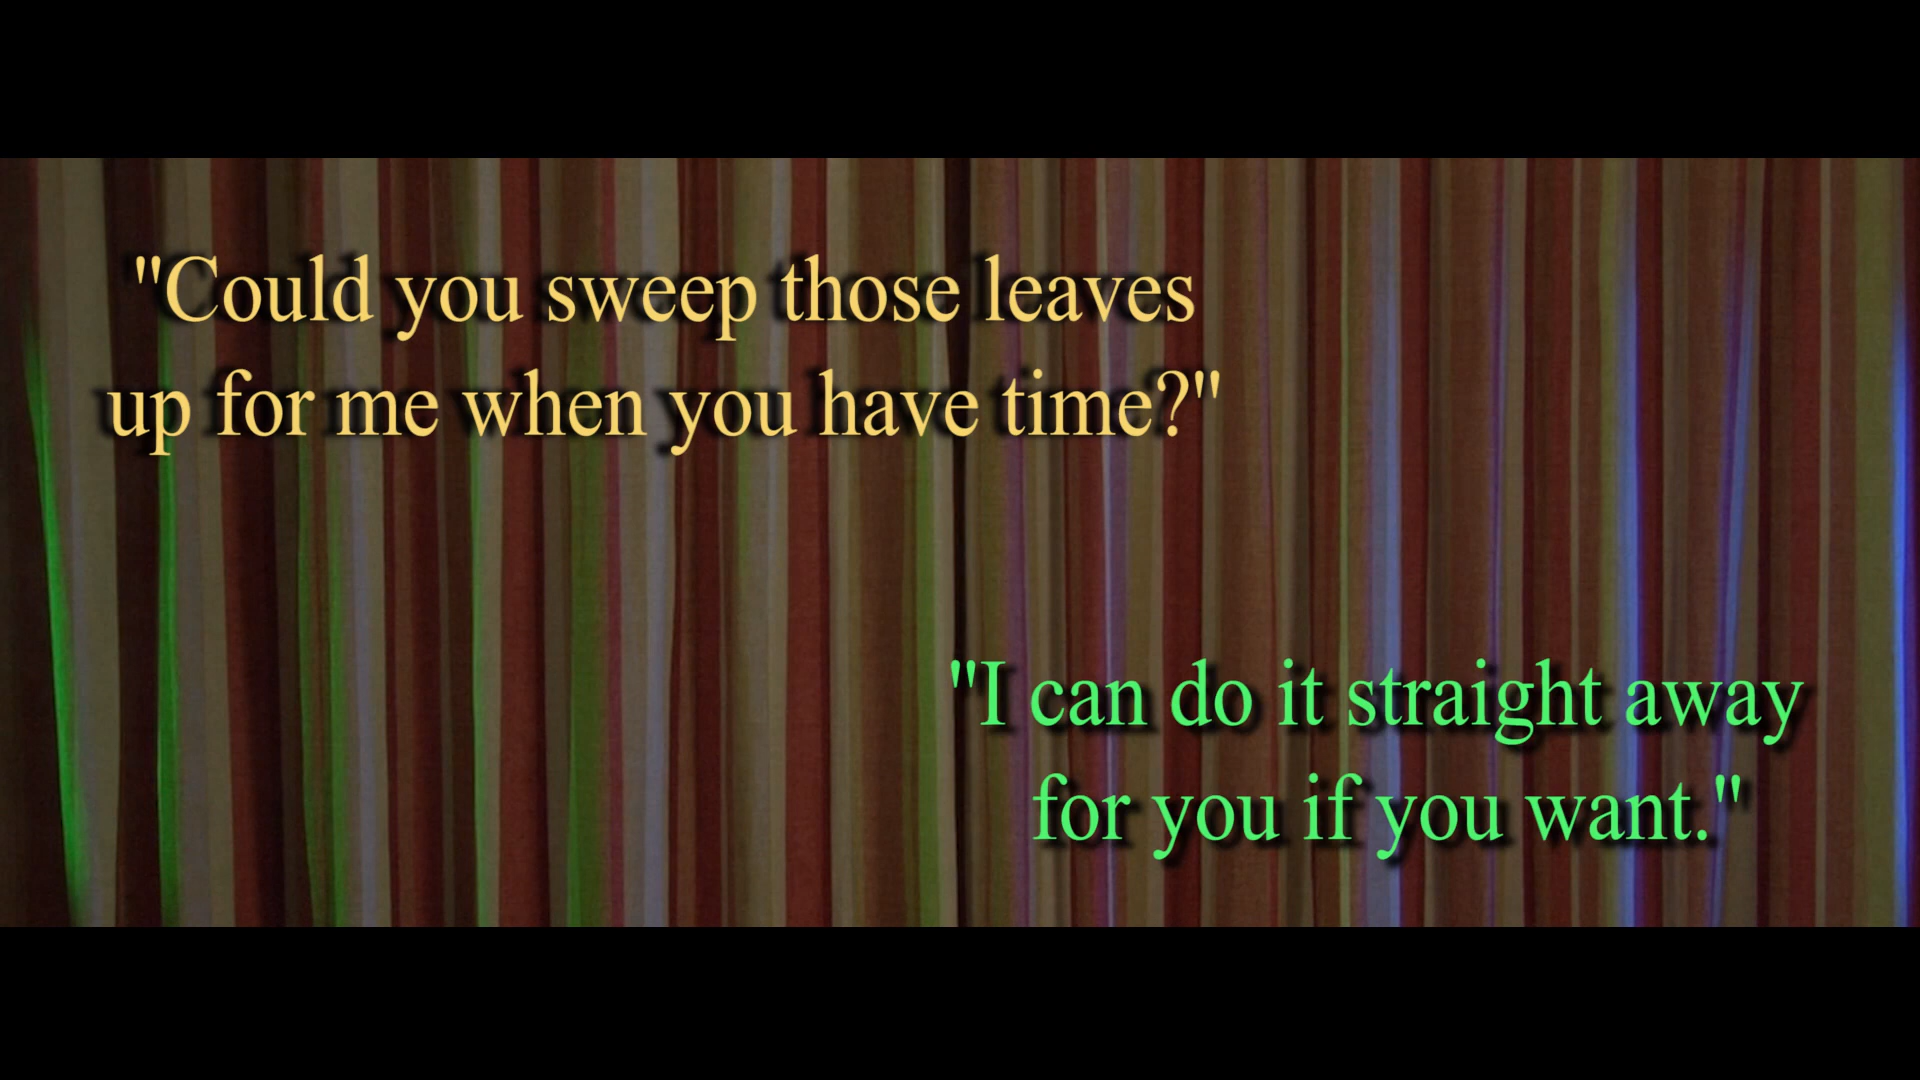 "Could you sweep those leaves
up for me when you have time?"
"I can do it straight away
for you if you want."